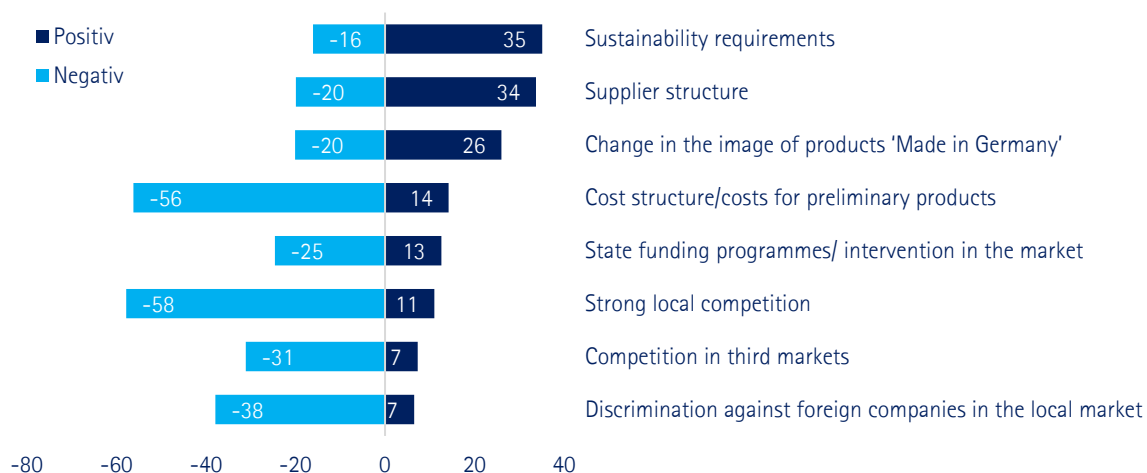 Positiv
Negativ
-16 35 Sustainability requirements
-20 34 Supplier structure
-20 26 Change in the image of products ‘Made in Germany’
-56 14 Cost structure/costs for preliminary products
-25 13 State funding programmes/ intervention in the market
-58 11 Strong local competition
-31 7 Competition in third markets
-38 7 Discrimination against foreign companies in the local market
-80 -60 -40 -20 0 20 40